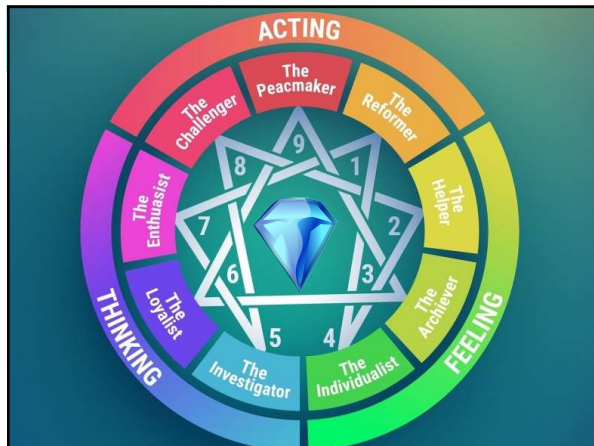 ACTING
The
Peacmaker
The
Reformer
The
Helper
The
Archiever
The
Individualist
The
Investigator
The
Loyalist
The
Enthuasist
The
Challenger
9
1
2
3
4
5
6
7
8
FEELING
THINKING